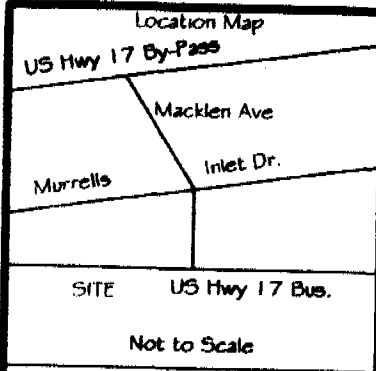 Location Map
US Hwy 17 By-Pass
Macklen Ave
Murrells Inlet Dr.
SITE US Hwy 17 Bus.
Not to Scale